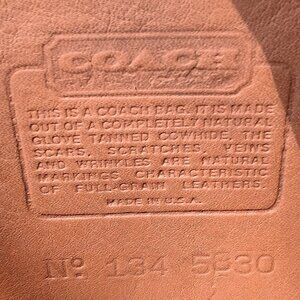 COACH
THIS IS A COACH BAG. IT IS MADE
OUT OF A COMPLETELY NATURAL
GLOVE TANNED COWHIDE, THE
SCARS, SCRATCHES, VEINS
AND WRINKLES ARE NATURAL
MARKINGS CHARACTERISTIC
OF FULL-GRAIN LEATHERS.
MADE IN U.S.A.
Nº 134 5630